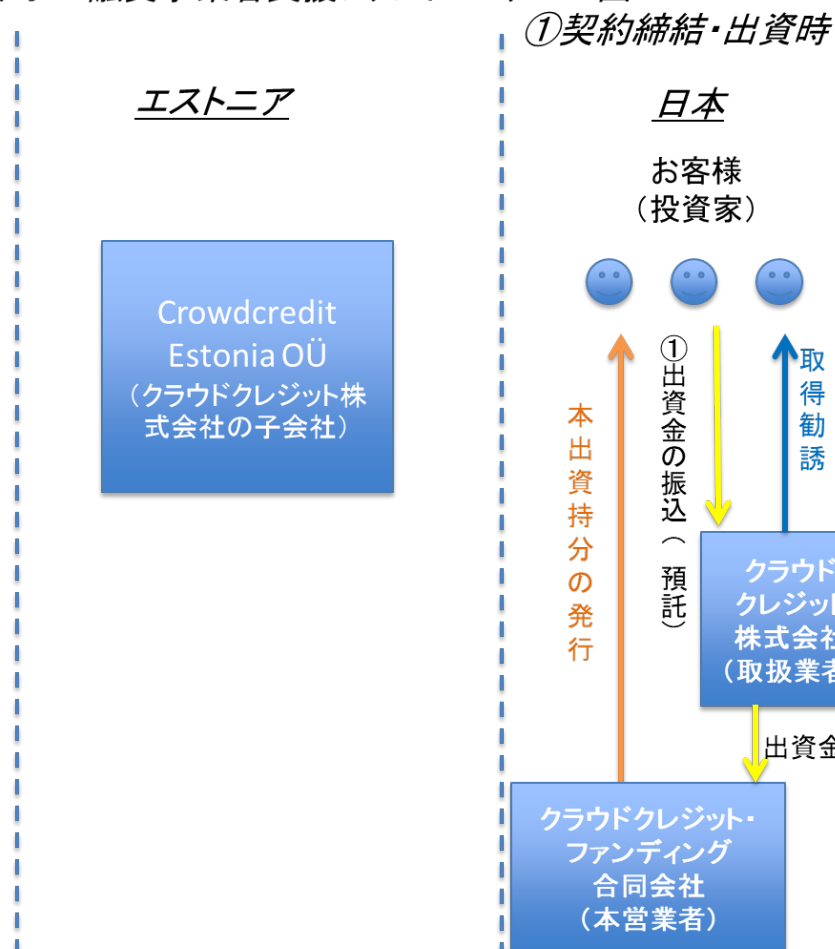 ①契約締結・出資時
エストニア
日本
お客様
（投資家）
Crowdcredit
Estonia OÜ
（クラウドクレジット株
式会社の子会社）
本出資持分の発行
①出資金の振込（預託）
取得勧誘
クラウド
クレジット
株式会社
（取扱業者
出資金
クラウドクレジット・
ファンディング
合同会社
（本営業者）